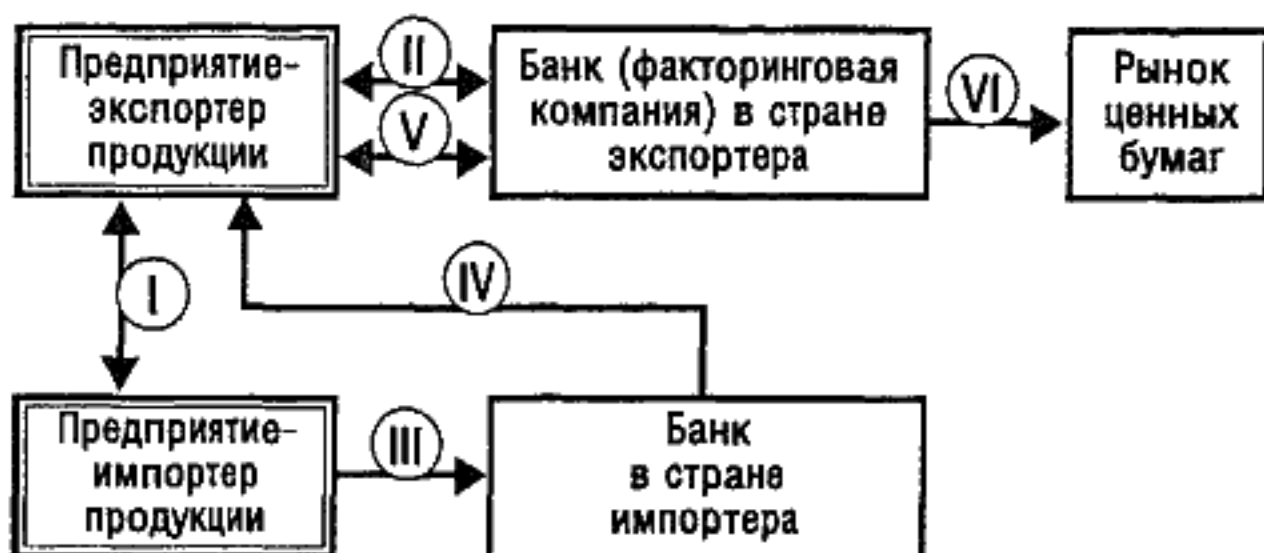 Предприятие-
экспортер
продукции
II
V
Банк (факторинговая
компания) в стране
экспортера
VI
Рынок
ценных
бумаг
I
IV
Предприятие-
импортер
продукции
III
Банк
в стране
импортера